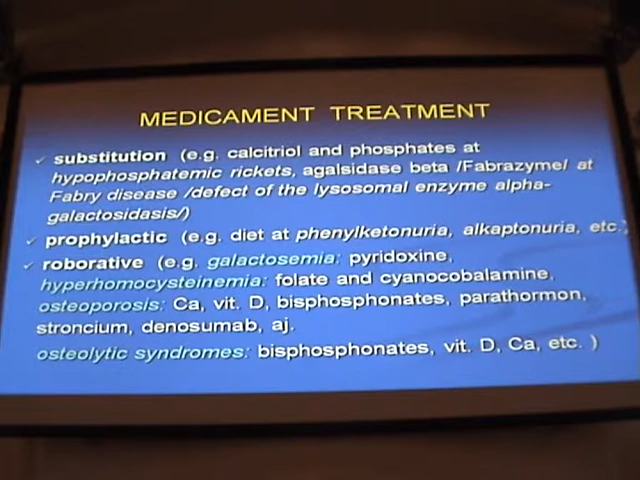 MEDICAMENT TREATMENT
✓ substitution (e.g. calcitriol and phosphates at
hypophosphatemic rickets, agalsidase beta /Fabrazyme/ at
Fabry disease /defect of the lysosomal enzyme alpha-
galactosidasis/)
✓ prophylactic (e.g. diet at phenylketonuria, alkaptonuria, etc.)
✓ roborative (e.g. galactosemia: pyridoxine,
hyperhomocysteinemia: folate and cyanocobalamine,
osteoporosis: Ca, vit. D, bisphosphonates, parathormon,
stroncium, denosumab, aj.
osteolytic syndromes: bisphosphonates, vit. D, Ca, etc. )